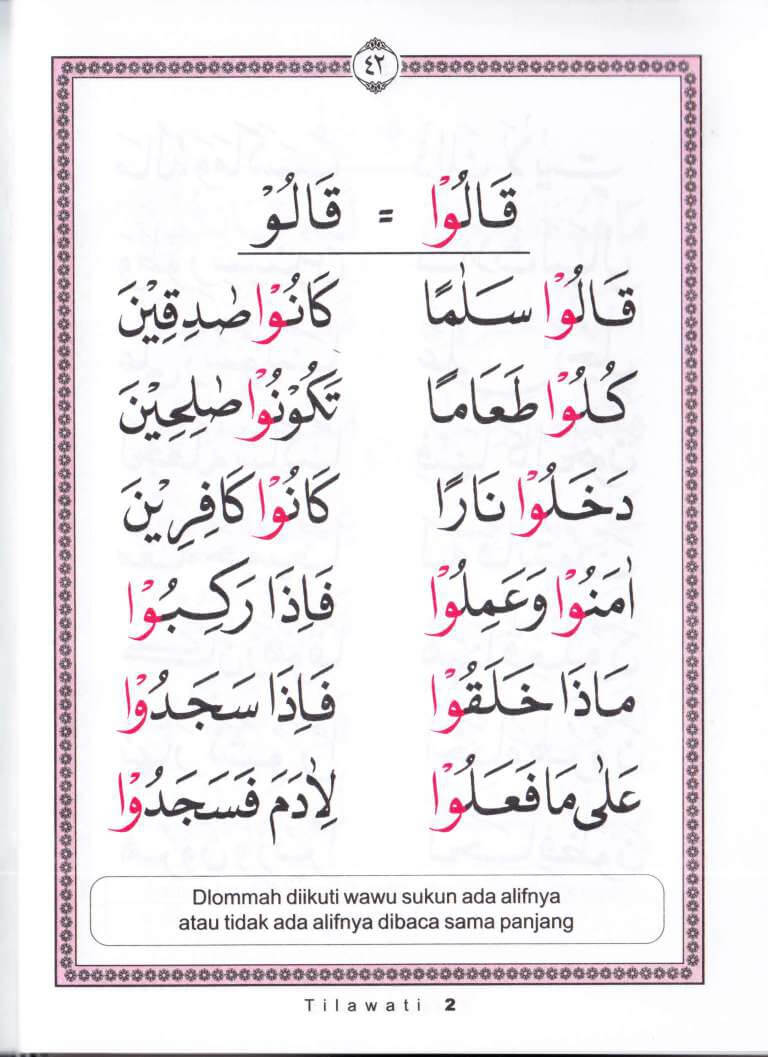 ٤٢
قَالُوْا = قَالُوْ
قَالُوْا سَلٰمًا كَانُوْا صٰدِقِيْنَ
كُلُوْا طَعَامًا تَكُوْنُوْا صٰلِحِيْنَ
دَخَلُوْا نَارًا كَانُوْا كَافِرِيْنَ
اٰمَنُوْا وَعَمِلُوْا فَاِذَا رَكِبُوْا
مَاذَا خَلَقُوْا فَاِذَا سَجَدُوْا
عَلٰى مَا فَعَلُوْا لِاٰدَمَ فَسَجَدُوْا
Dlommah diikuti wawu sukun ada alifnya
atau tidak ada alifnya dibaca sama panjang
Tilawati 2